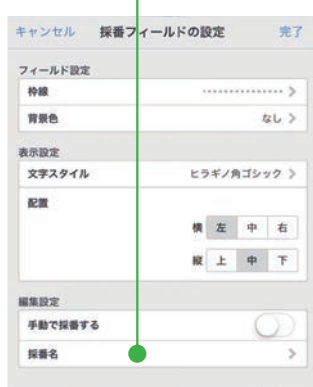 キャンセル 採番フィールドの設定 完了
フィールド設定
枠線
背景色 なし
表示設定
文字スタイル ヒラギノ角ゴシック
配置
横 左 中 右
縦 上 中 下
編集設定
手動で採番する
採番名